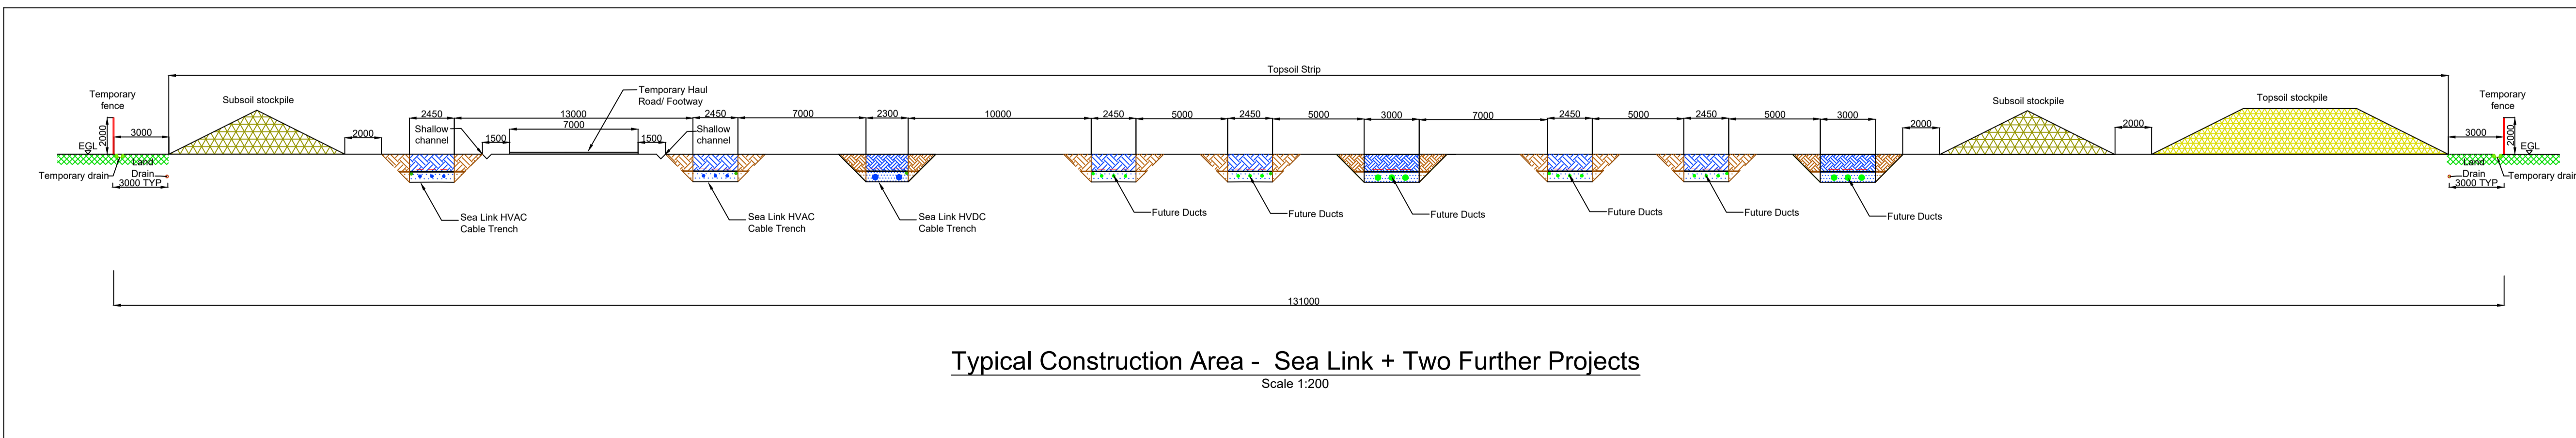 Topsoil Strip
Temporary
fence
2000
3000
EGL
Land
Drain
Temporary drain
3000 TYP
Subsoil stockpile
2000
2450
Shallow
channel
13000
1500
7000
Temporary Haul
Road/ Footway
1500
2450
Shallow
channel
7000
2300
10000
2450
5000
2450
5000
3000
7000
2450
5000
2450
5000
3000
2000
Subsoil stockpile
2000
Topsoil stockpile
Temporary
fence
2000
3000
EGL
Land
Drain
3000 TYP
Temporary drain
Sea Link HVAC
Cable Trench
Sea Link HVAC
Cable Trench
Sea Link HVDC
Cable Trench
Future Ducts
Future Ducts
Future Ducts
Future Ducts
Future Ducts
Future Ducts
131000
Typical Construction Area - Sea Link + Two Further Projects
Scale 1:200